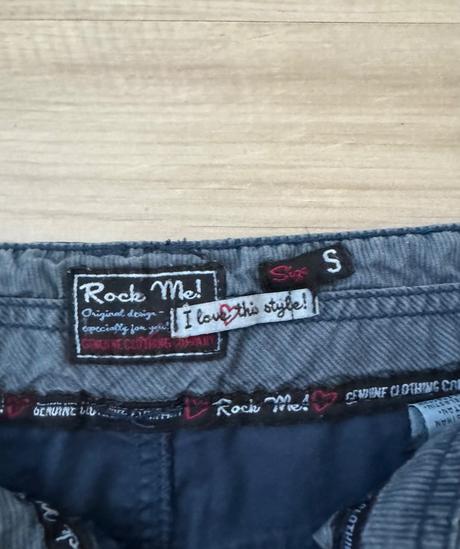 Size S
Rock Me!
Original design-
especially for you!
GENUINE CLOTHING COMPANY
I love this style!
GENUINE CLOTHING COMPANY Rock Me! GENUINE CLOTHING CO